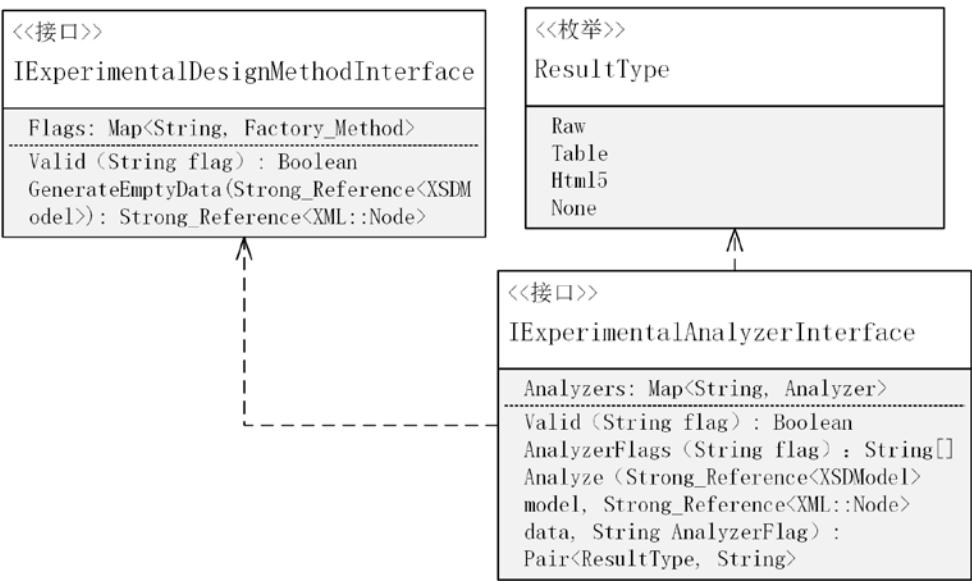 <<接口>>
IExperimentalDesignMethodInterface
Flags: Map<String, Factory_Method>
Valid（String flag）: Boolean
GenerateEmptyData(Strong_Reference<XSDM
odel>): Strong_Reference<XML::Node>
<<枚举>>
ResultType
Raw
Table
Html5
None
<<接口>>
IExperimentalAnalyzerInterface
Analyzers: Map<String, Analyzer>
Valid（String flag）: Boolean
AnalyzerFlags（String flag）：String[]
Analyze（Strong_Reference<XSDModel>
model, Strong_Reference<XML::Node>
data, String AnalyzerFlag）:
Pair<ResultType, String>